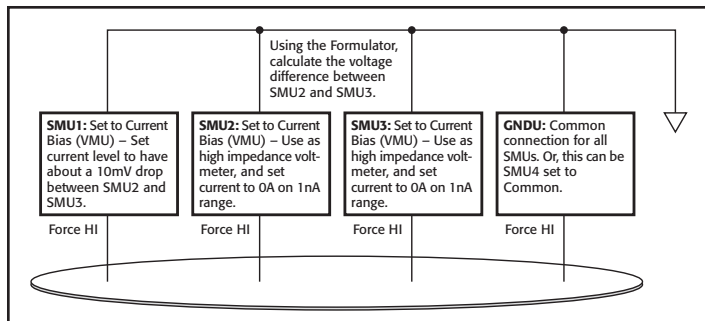 Using the Formulator,
calculate the voltage
difference between
SMU2 and SMU3.
SMU1: Set to Current
Bias (VMU) – Set
current level to have
about a 10mV drop
between SMU2 and
SMU3.
SMU2: Set to Current
Bias (VMU) – Use as
high impedance volt-
meter, and set
current to 0A on 1nA
range.
SMU3: Set to Current
Bias (VMU) – Use as
high impedance volt-
meter, and set
current to 0A on 1nA
range.
GNDU: Common
connection for all
SMUs. Or, this can be
SMU4 set to
Common.
Force HI
Force HI
Force HI
Force HI